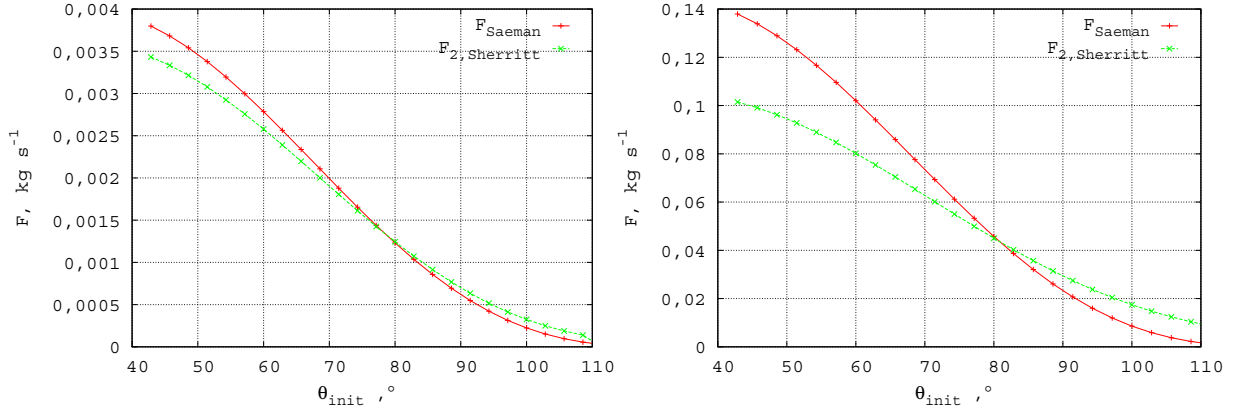 0,004
0,0035
0,003
0,0025
0,002
0,0015
0,001
0,0005
0
F, kg s⁻¹
F_Saeman
F_2,Sherritt
40 50 60 70 80 90 100 110
θ_init ,°
0,14
0,12
0,1
0,08
0,06
0,04
0,02
0
F, kg s⁻¹
F_Saeman
F_2,Sherritt
40 50 60 70 80 90 100 110
θ_init ,°